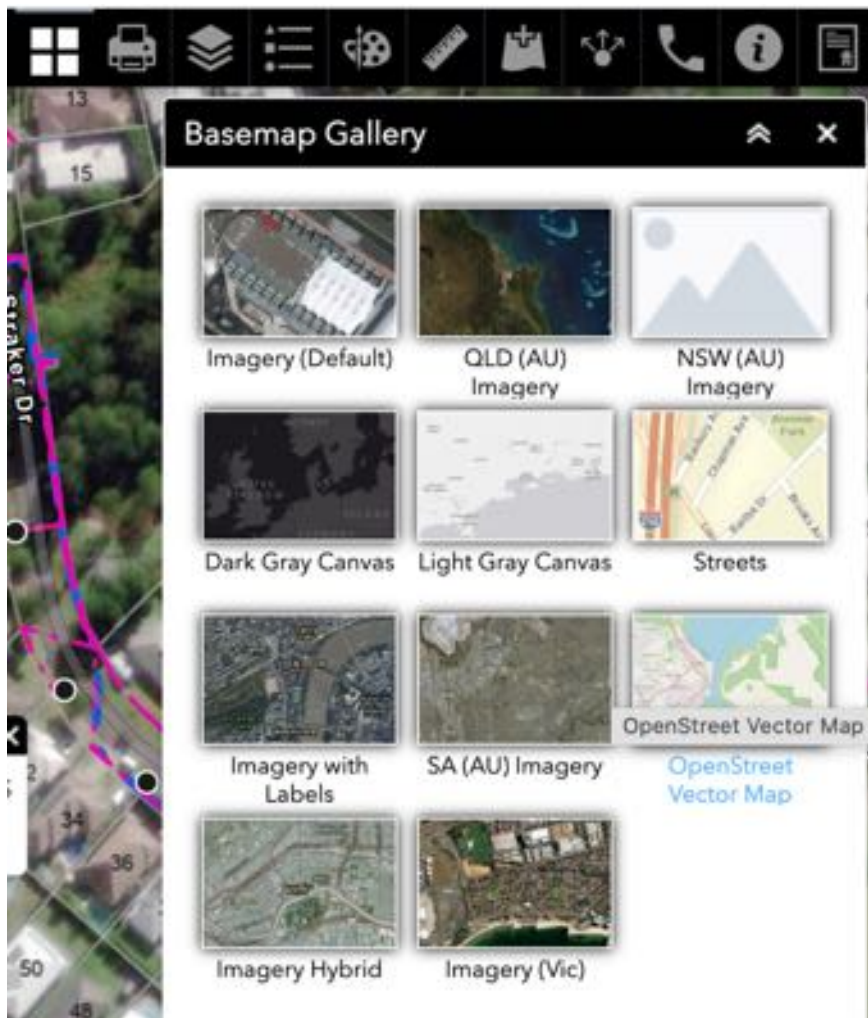 13
Basemap Gallery
15
Straker Dr
Imagery (Default)
QLD (AU)
Imagery
NSW (AU)
Imagery
Dark Gray Canvas
Light Gray Canvas
Streets
OpenStreet Vector Map
Imagery with
Labels
SA (AU) Imagery
OpenStreet
Vector Map
34
36
Imagery Hybrid
Imagery (Vic)
50
48